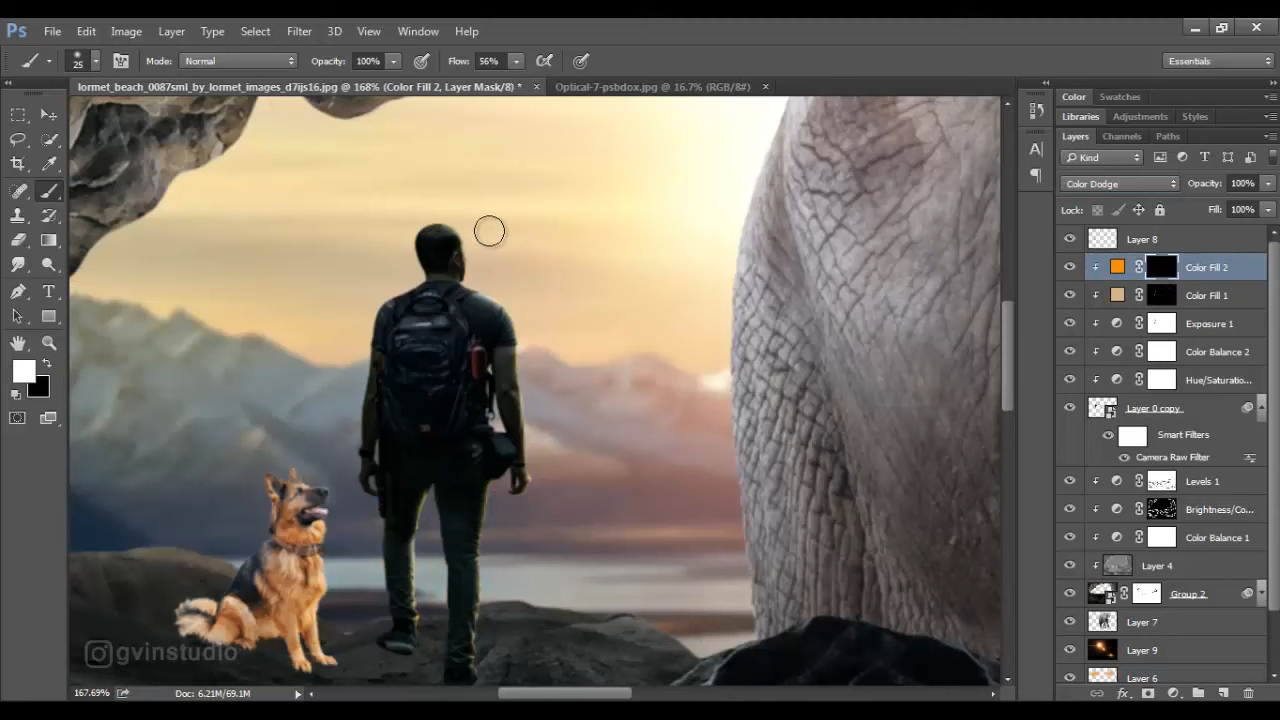 Ps File Edit Image Layer Type Select Filter 3D View Window Help
25 Mode: Normal Opacity: 100% Flow: 56% Essentials
lormet_beach_0087sml_by_lormet_images_d7ijs16.jpg @ 168% (Color Fill 2, Layer Mask/8) * × Optical-7-psbdox.jpg @ 16.7% (RGB/8#) ×
Color Swatches
Libraries Adjustments Styles
Layers Channels Paths
Kind
Color Dodge Opacity: 100%
Lock: Fill: 100%
Layer 8
Color Fill 2
Color Fill 1
Exposure 1
Color Balance 2
Hue/Saturatio...
Layer 0 copy
Smart Filters
Camera Raw Filter
Levels 1
Brightness/Co...
Color Balance 1
Layer 4
Group 2
Layer 7
Layer 9
Layer 6
gvinstudio
167.69% Doc: 6.21M/69.1M